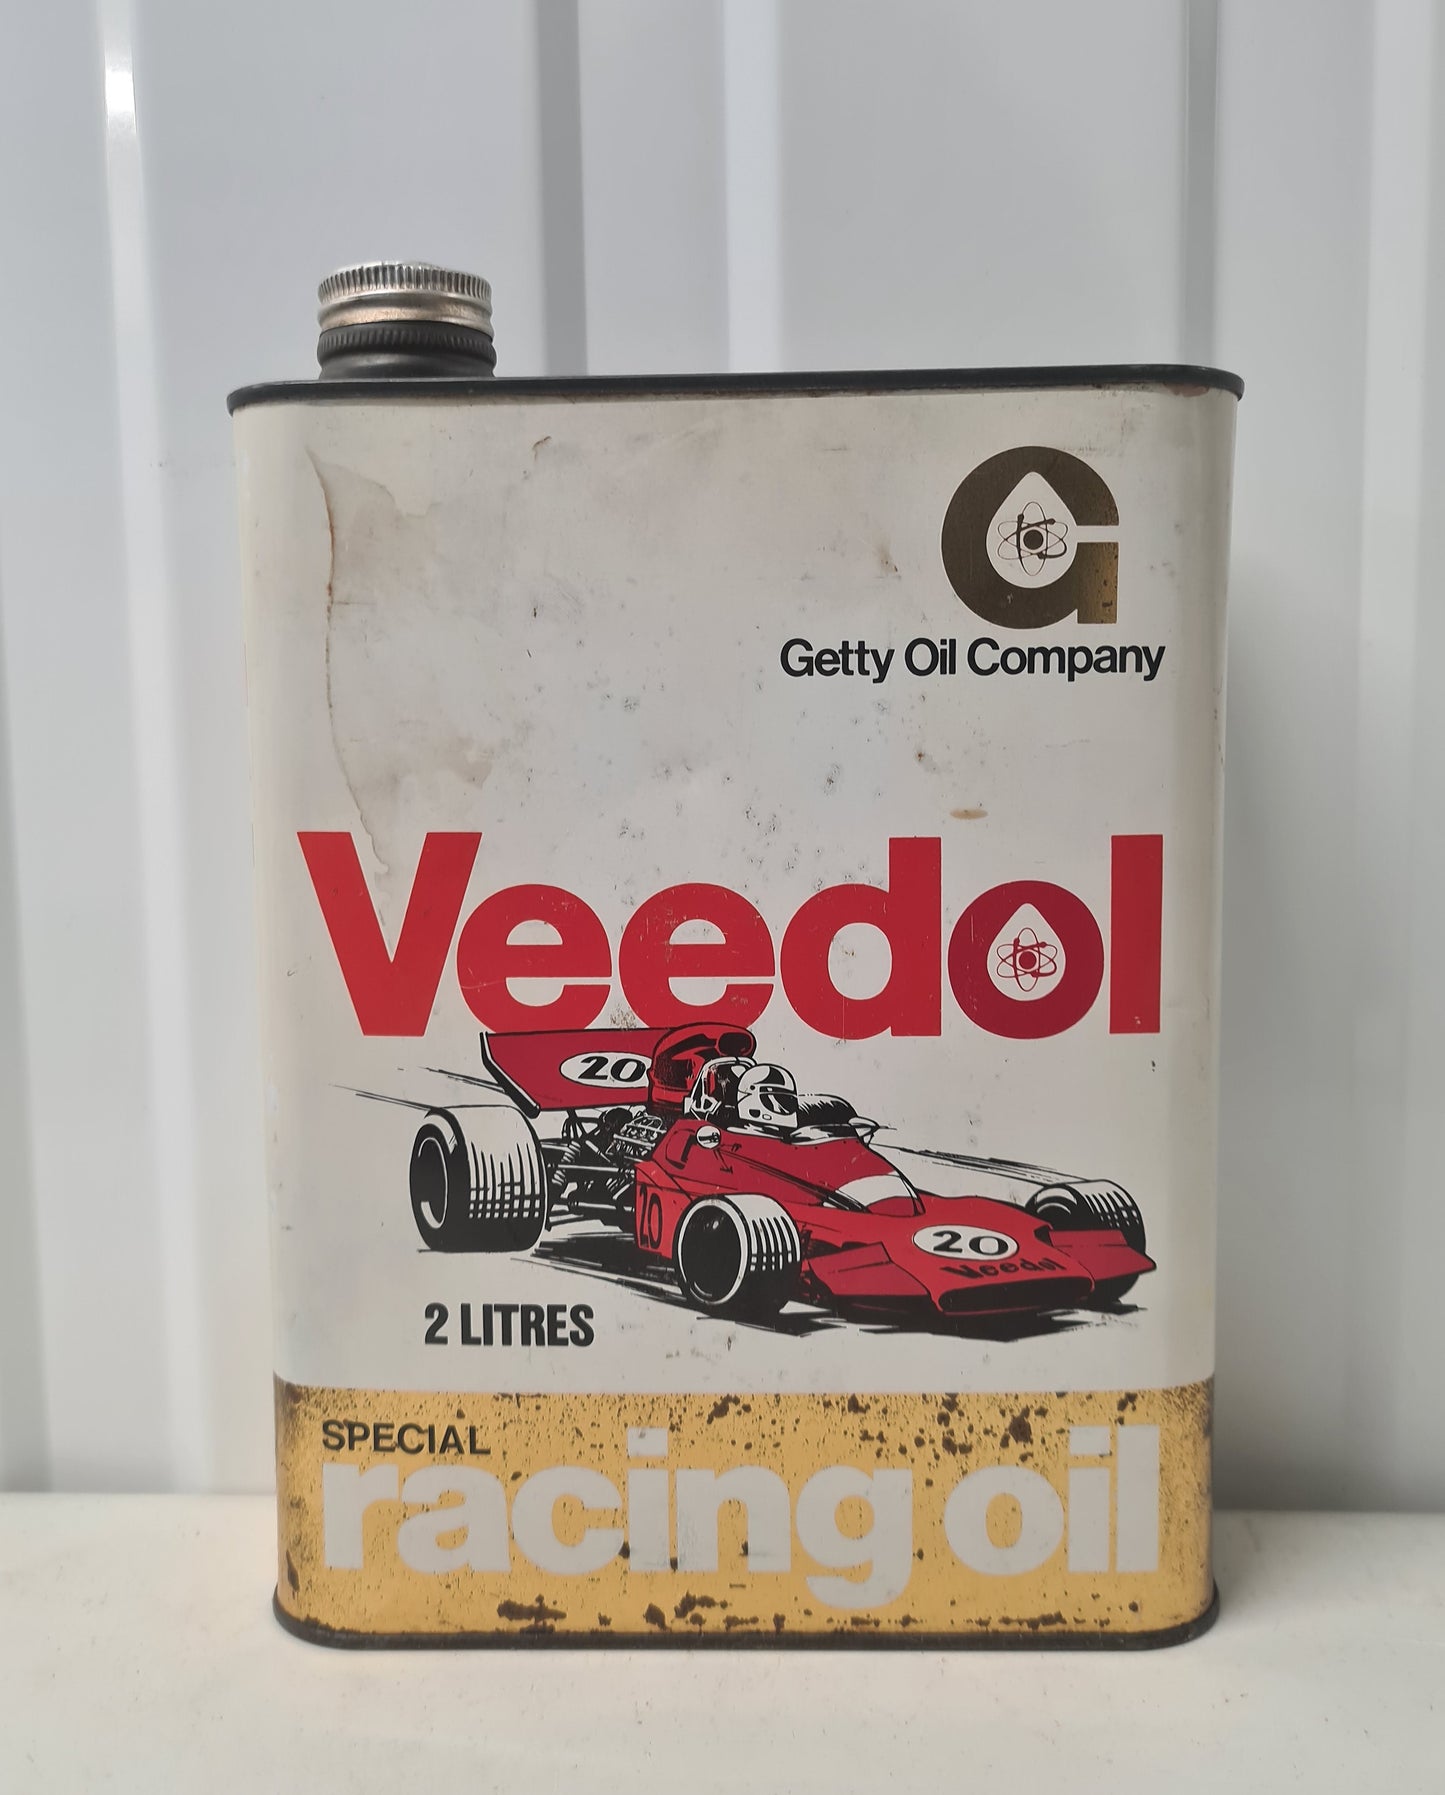 G
Getty Oil Company
Veedol
20
20
20
Veedol
2 LITRES
SPECIAL
racing oil